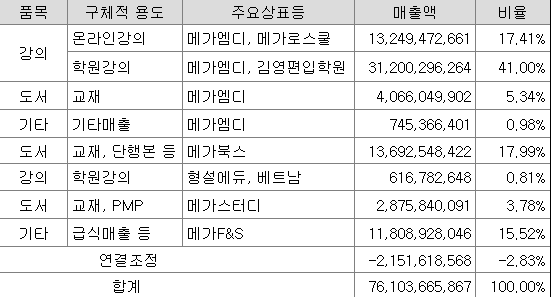 품목 구체적 용도 주요상표등 매출액 비율
강의 온라인강의 메가엠디, 메가로스쿨 13,249,472,661 17.41%
학원강의 메가엠디, 김영편입학원 31,200,296,264 41.00%
도서 교재 메가엠디 4,066,049,902 5.34%
기타 기타매출 메가엠디 745,366,401 0.98%
도서 교재, 단행본 등 메가북스 13,692,548,422 17.99%
강의 학원강의 형설에듀, 베트남 616,782,648 0.81%
도서 교재, PMP 메가스터디 2,875,840,091 3.78%
기타 급식매출 등 메가F&S 11,808,928,046 15.52%
연결조정 -2,151,618,568 -2.83%
합계 76,103,665,867 100.00%